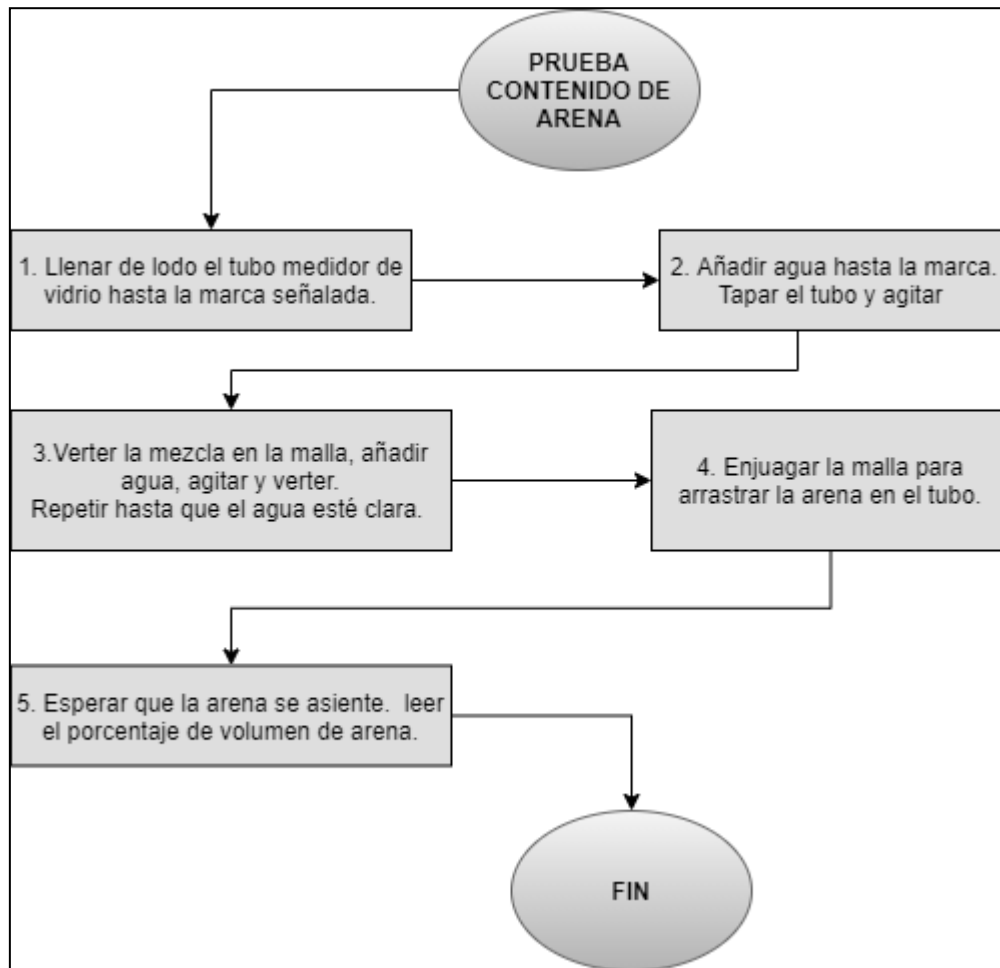 PRUEBA
CONTENIDO DE
ARENA
1. Llenar de lodo el tubo medidor de
vidrio hasta la marca señalada.
2. Añadir agua hasta la marca.
Tapar el tubo y agitar
3.Verter la mezcla en la malla, añadir
agua, agitar y verter.
Repetir hasta que el agua esté clara.
4. Enjuagar la malla para
arrastrar la arena en el tubo.
5. Esperar que la arena se asiente.  leer
el porcentaje de volumen de arena.
FIN